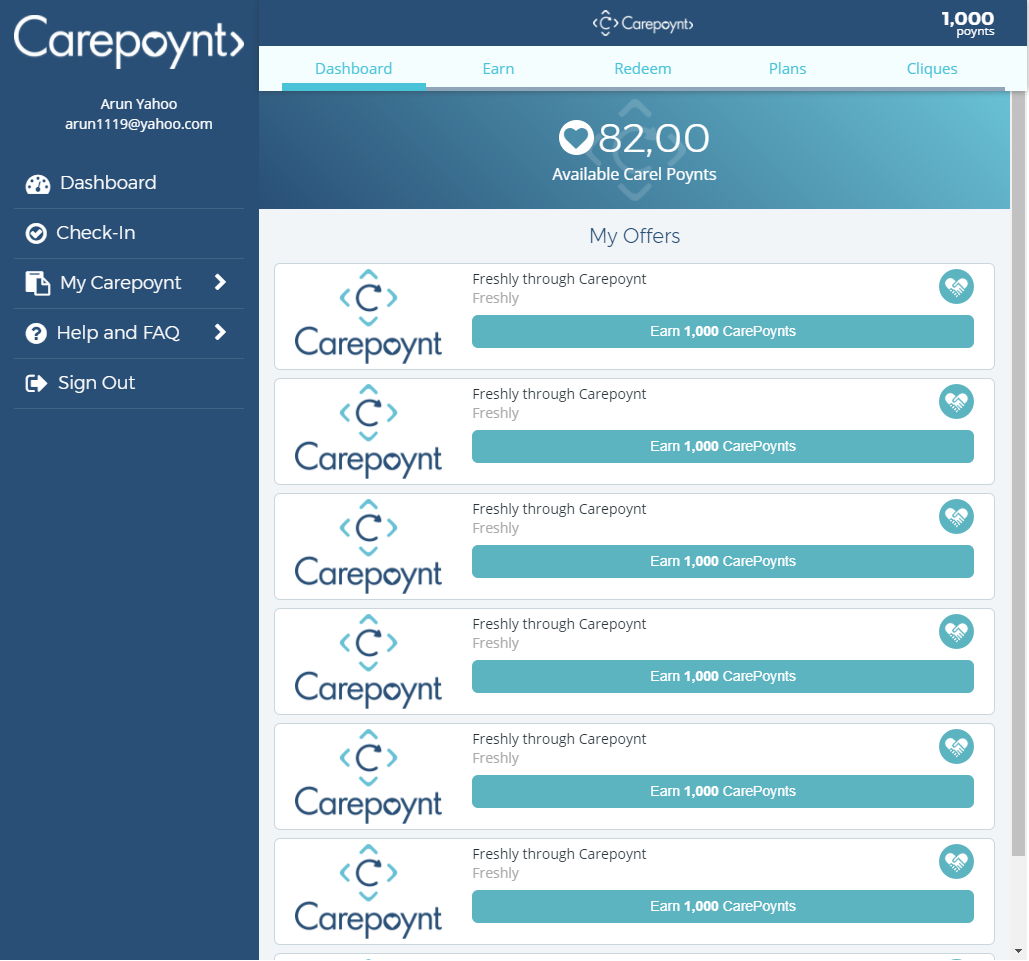 Carepoynt
Arun Yahoo
arun1119@yahoo.com
Dashboard
Check-In
My Carepoynt
Help and FAQ
Sign Out
Carepoynt
1,000
poynts
Dashboard Earn Redeem Plans Cliques
82,00
Available Carel Poynts
My Offers
Carepoynt
Freshly through Carepoynt
Freshly
Earn 1,000 CarePoynts
Carepoynt
Freshly through Carepoynt
Freshly
Earn 1,000 CarePoynts
Carepoynt
Freshly through Carepoynt
Freshly
Earn 1,000 CarePoynts
Carepoynt
Freshly through Carepoynt
Freshly
Earn 1,000 CarePoynts
Carepoynt
Freshly through Carepoynt
Freshly
Earn 1,000 CarePoynts
Carepoynt
Freshly through Carepoynt
Freshly
Earn 1,000 CarePoynts